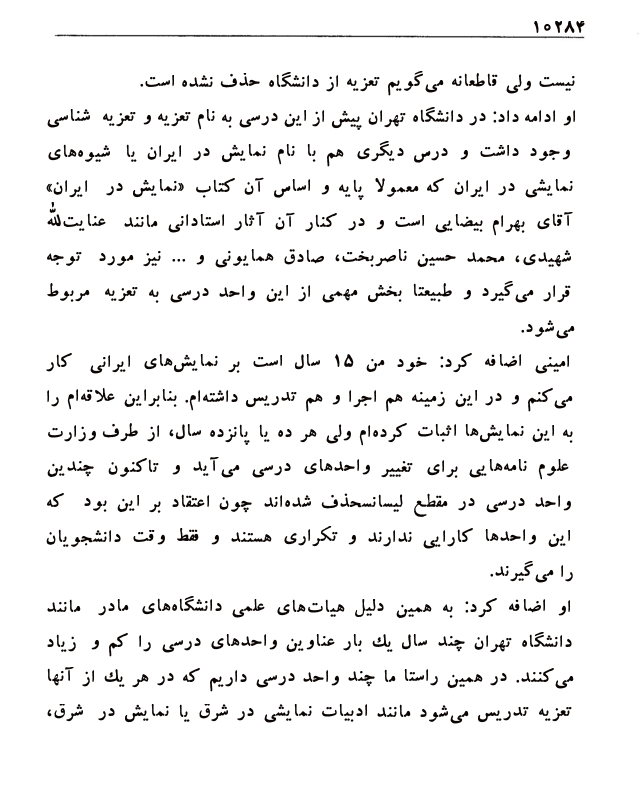 ۱۰۲۸۴
نیست ولی قاطعانه می‌گویم تعزیه از دانشگاه حذف نشده است.
او ادامه داد: در دانشگاه تهران پیش از این درسی به نام تعزیه و تعزیه شناسی
وجود داشت و درس دیگری هم با نام نمایش در ایران یا شیوه‌های
نمایشی در ایران که معمولا پایه و اساس آن کتاب «نمایش در ایران»
آقای بهرام بیضایی است و در کنار آن آثار استادانی مانند عنایت‌الله
شهیدی، محمد حسین ناصربخت، صادق همایونی و ... نیز مورد توجه
قرار می‌گیرد و طبیعتا بخش مهمی از این واحد درسی به تعزیه مربوط
می‌شود.
امینی اضافه کرد: خود من ۱۵ سال است بر نمایش‌های ایرانی کار
می‌کنم و در این زمینه هم اجرا و هم تدریس داشته‌ام. بنابراین علاقه‌ام را
به این نمایش‌ها اثبات کرده‌ام ولی هر ده یا پانزده سال، از طرف وزارت
علوم نامه‌هایی برای تغییر واحدهای درسی می‌آید و تاکنون چندین
واحد درسی در مقطع لیسانسحذف شده‌اند چون اعتقاد بر این بود که
این واحدها کارایی ندارند و تکراری هستند و فقط وقت دانشجویان
را می‌گیرند.
او اضافه کرد: به همین دلیل هیات‌های علمی دانشگاه‌های مادر مانند
دانشگاه تهران چند سال یك بار عناوین واحدهای درسی را کم و زیاد
می‌کنند. در همین راستا ما چند واحد درسی داریم که در هر یك از آنها
تعزیه تدریس می‌شود مانند ادبیات نمایشی در شرق یا نمایش در شرق،